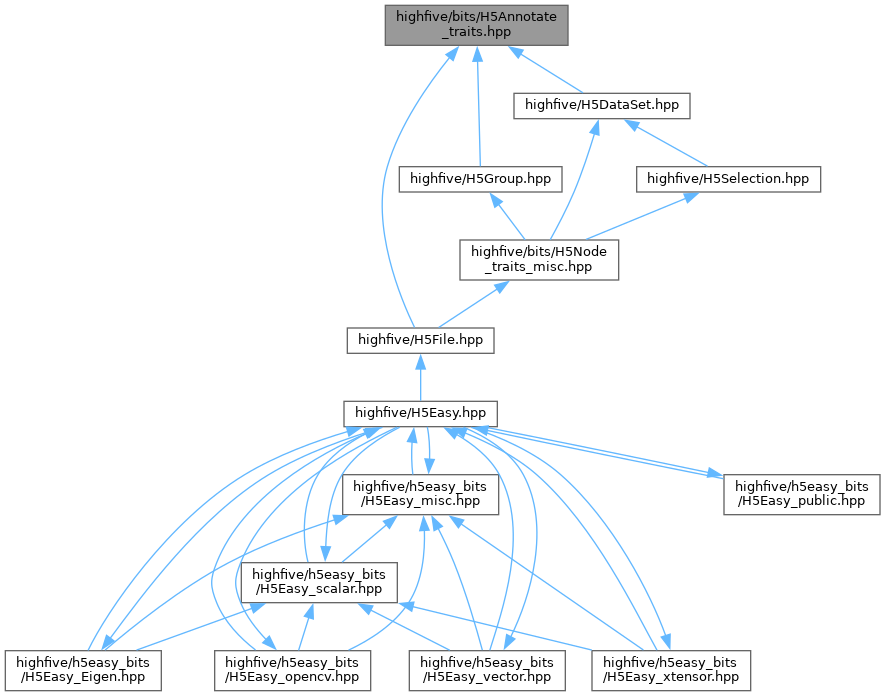 highfive/bits/H5Annotate
_traits.hpp
highfive/H5DataSet.hpp
highfive/H5Group.hpp
highfive/H5Selection.hpp
highfive/bits/H5Node
_traits_misc.hpp
highfive/H5File.hpp
highfive/H5Easy.hpp
highfive/h5easy_bits
/H5Easy_misc.hpp
highfive/h5easy_bits
/H5Easy_public.hpp
highfive/h5easy_bits
/H5Easy_scalar.hpp
highfive/h5easy_bits
/H5Easy_Eigen.hpp
highfive/h5easy_bits
/H5Easy_opencv.hpp
highfive/h5easy_bits
/H5Easy_vector.hpp
highfive/h5easy_bits
/H5Easy_xtensor.hpp